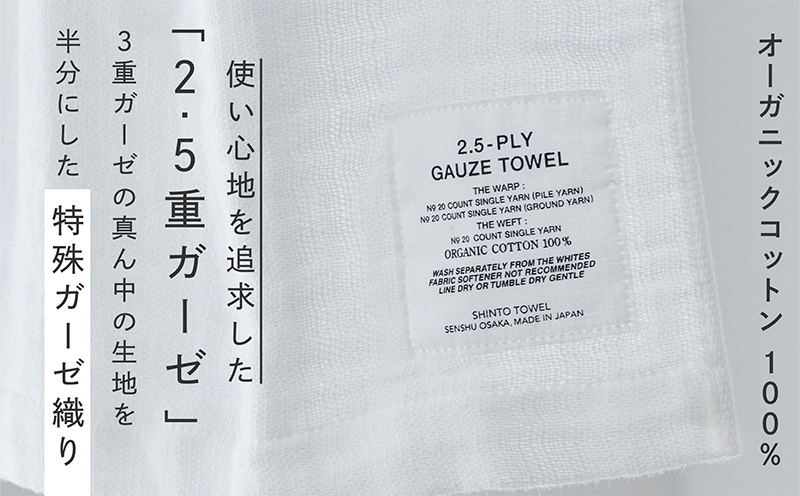 オーガニックコットン 100%
使い心地を追求した
「2.5重ガーゼ」
3重ガーゼの真ん中の生地を
半分にした 特殊ガーゼ織り
2.5-PLY
GAUZE TOWEL
THE WARP :
No 20 COUNT SINGLE YARN (PILE YARN)
No 20 COUNT SINGLE YARN (GROUND YARN)
THE WEFT :
No 20 COUNT SINGLE YARN
ORGANIC COTTON 100%
WASH SEPARATELY FROM THE WHITES
FABRIC SOFTENER NOT RECOMMENDED
LINE DRY OR TUMBLE DRY GENTLE
SHINTO TOWEL
SENSHU OSAKA, MADE IN JAPAN